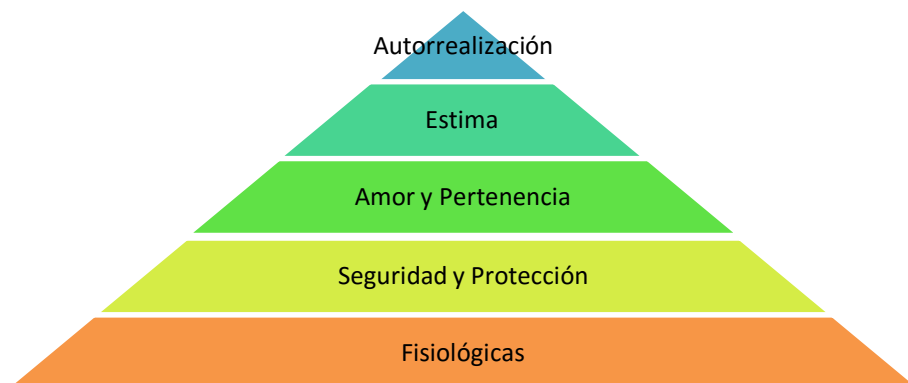 Autorrealización
Estima
Amor y Pertenencia
Seguridad y Protección
Fisiológicas